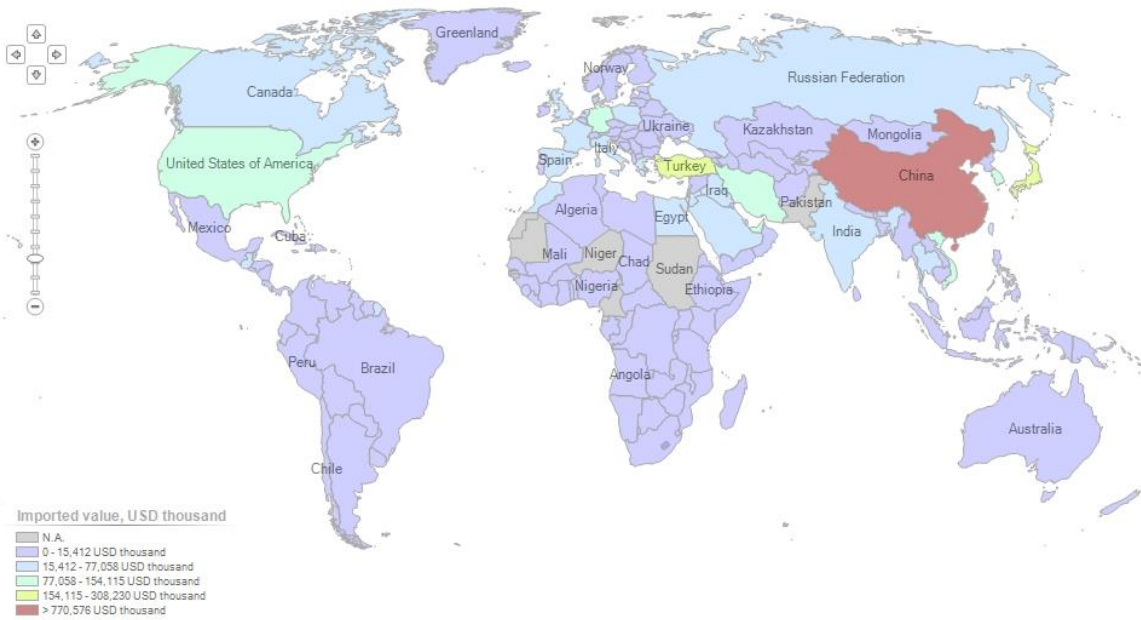 Greenland
Norway
Russian Federation
Canada
Ukraine
Kazakhstan
Mongolia
Italy
Spain
United States of America
Turkey
China
Iraq
Pakistan
Algeria
Egypt
India
Mexico
Cuba
Mali
Niger
Chad
Sudan
Nigeria
Ethiopia
Peru
Brazil
Angola
Australia
Chile
Imported value, USD thousand
N.A.
0 - 15,412 USD thousand
15,412 - 77,058 USD thousand
77,058 - 154,115 USD thousand
154,115 - 308,230 USD thousand
> 770,576 USD thousand